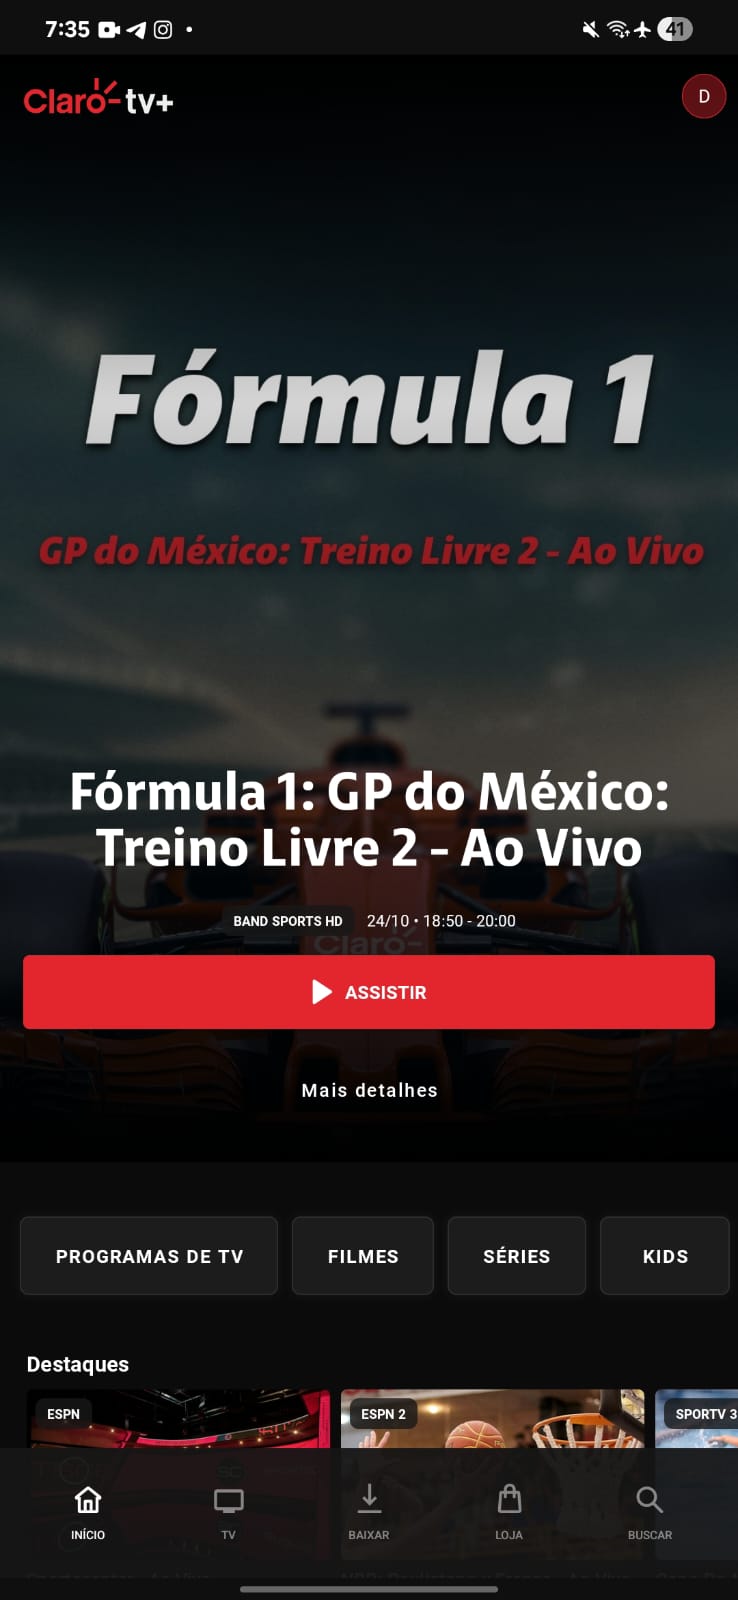 7:35
41
Claro tv+
D
Fórmula 1
GP do México: Treino Livre 2 - Ao Vivo
Fórmula 1: GP do México:
Treino Livre 2 - Ao Vivo
BAND SPORTS HD 24/10 • 18:50 - 20:00
Claro
ASSISTIR
Mais detalhes
PROGRAMAS DE TV FILMES SÉRIES KIDS
Destaques
ESPN ESPN 2 SPORTV 3
INÍCIO TV BAIXAR LOJA BUSCAR